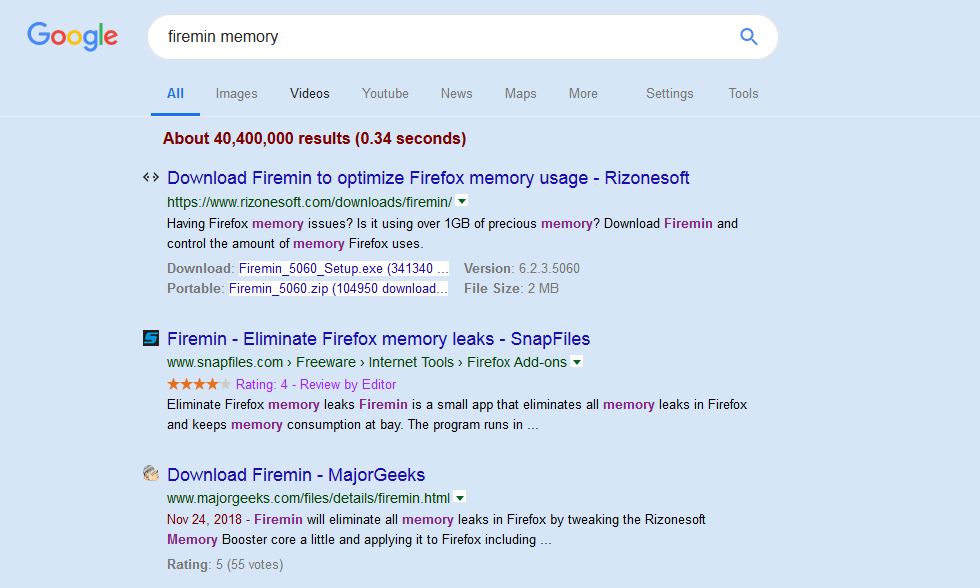 Google
firemin memory
All Images Videos Youtube News Maps More Settings Tools
About 40,400,000 results (0.34 seconds)
Download Firemin to optimize Firefox memory usage - Rizonesoft
https://www.rizonesoft.com/downloads/firemin/
Having Firefox memory issues? Is it using over 1GB of precious memory? Download Firemin and
control the amount of memory Firefox uses.
Download: Firemin_5060_Setup.exe (341340 ... Version: 6.2.3.5060
Portable: Firemin_5060.zip (104950 download... File Size: 2 MB
Firemin - Eliminate Firefox memory leaks - SnapFiles
www.snapfiles.com › Freeware › Internet Tools › Firefox Add-ons
Rating: 4 - Review by Editor
Eliminate Firefox memory leaks Firemin is a small app that eliminates all memory leaks in Firefox
and keeps memory consumption at bay. The program runs in ...
Download Firemin - MajorGeeks
www.majorgeeks.com/files/details/firemin.html
Nov 24, 2018 - Firemin will eliminate all memory leaks in Firefox by tweaking the Rizonesoft
Memory Booster core a little and applying it to Firefox including ...
Rating: 5 (55 votes)